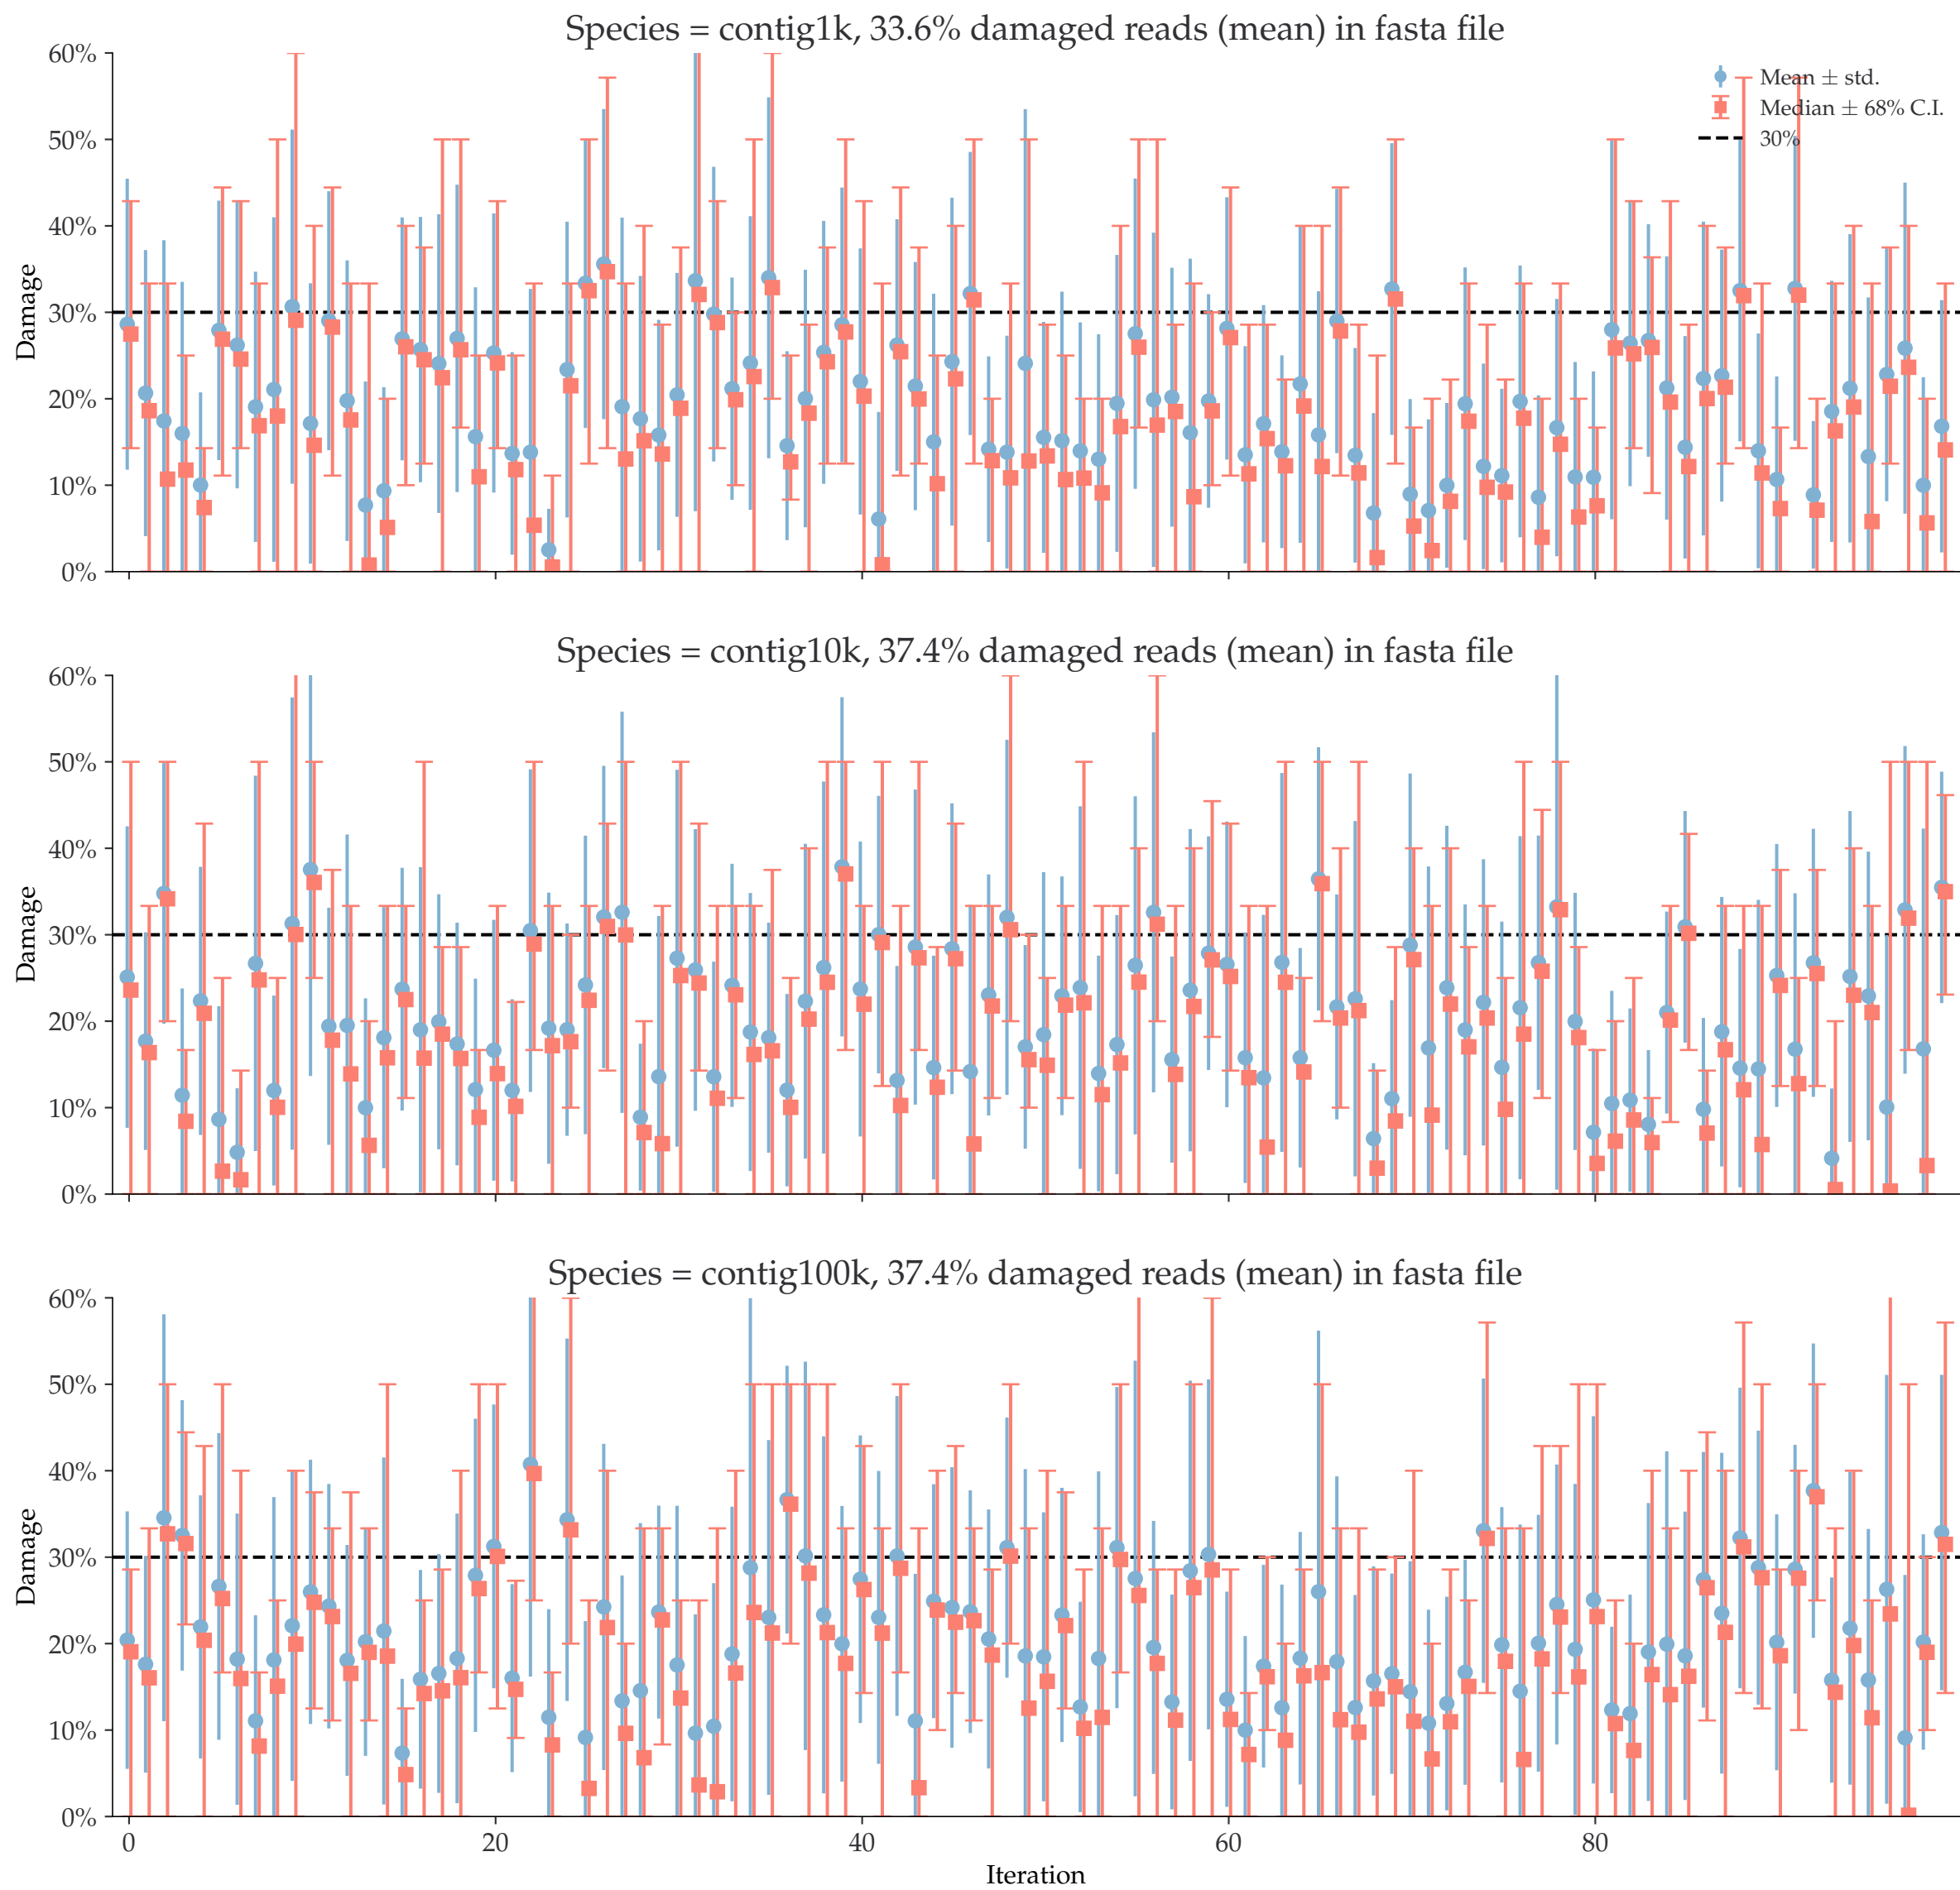 Species = contig1k, 33.6% damaged reads (mean) in fasta file
60%
50%
40%
30%
20%
10%
0%
Damage
Mean ± std.
Median ± 68% C.I.
30%
Species = contig10k, 37.4% damaged reads (mean) in fasta file
60%
50%
40%
30%
20%
10%
0%
Damage
Species = contig100k, 37.4% damaged reads (mean) in fasta file
60%
50%
40%
30%
20%
10%
0%
Damage
0 20 40 60 80
Iteration